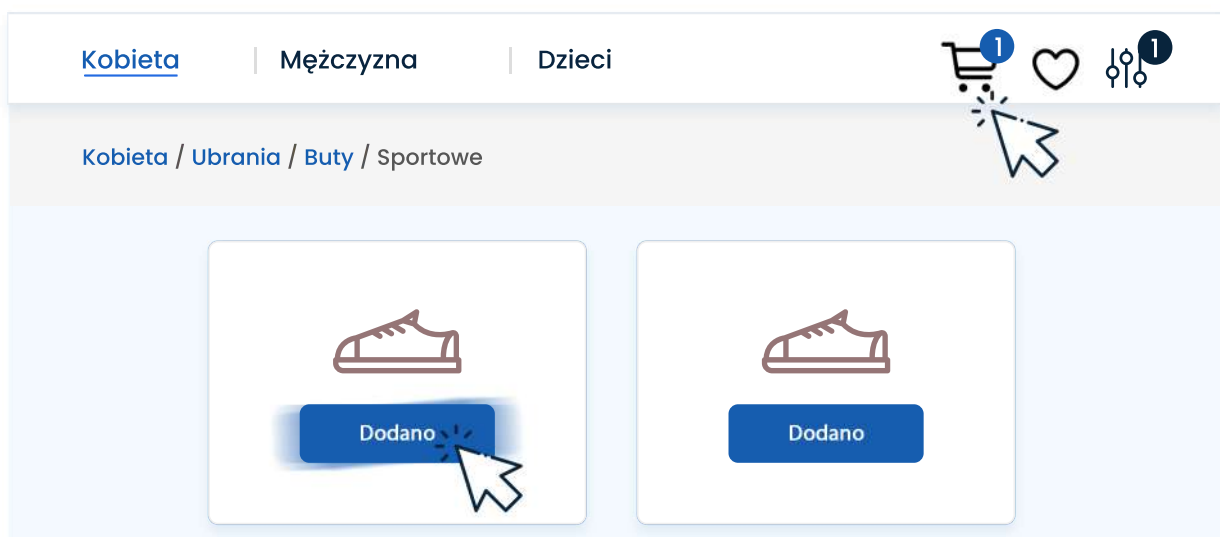 Kobieta | Mężczyzna | Dzieci 1 1
Kobieta / Ubrania / Buty / Sportowe
Dodano Dodano